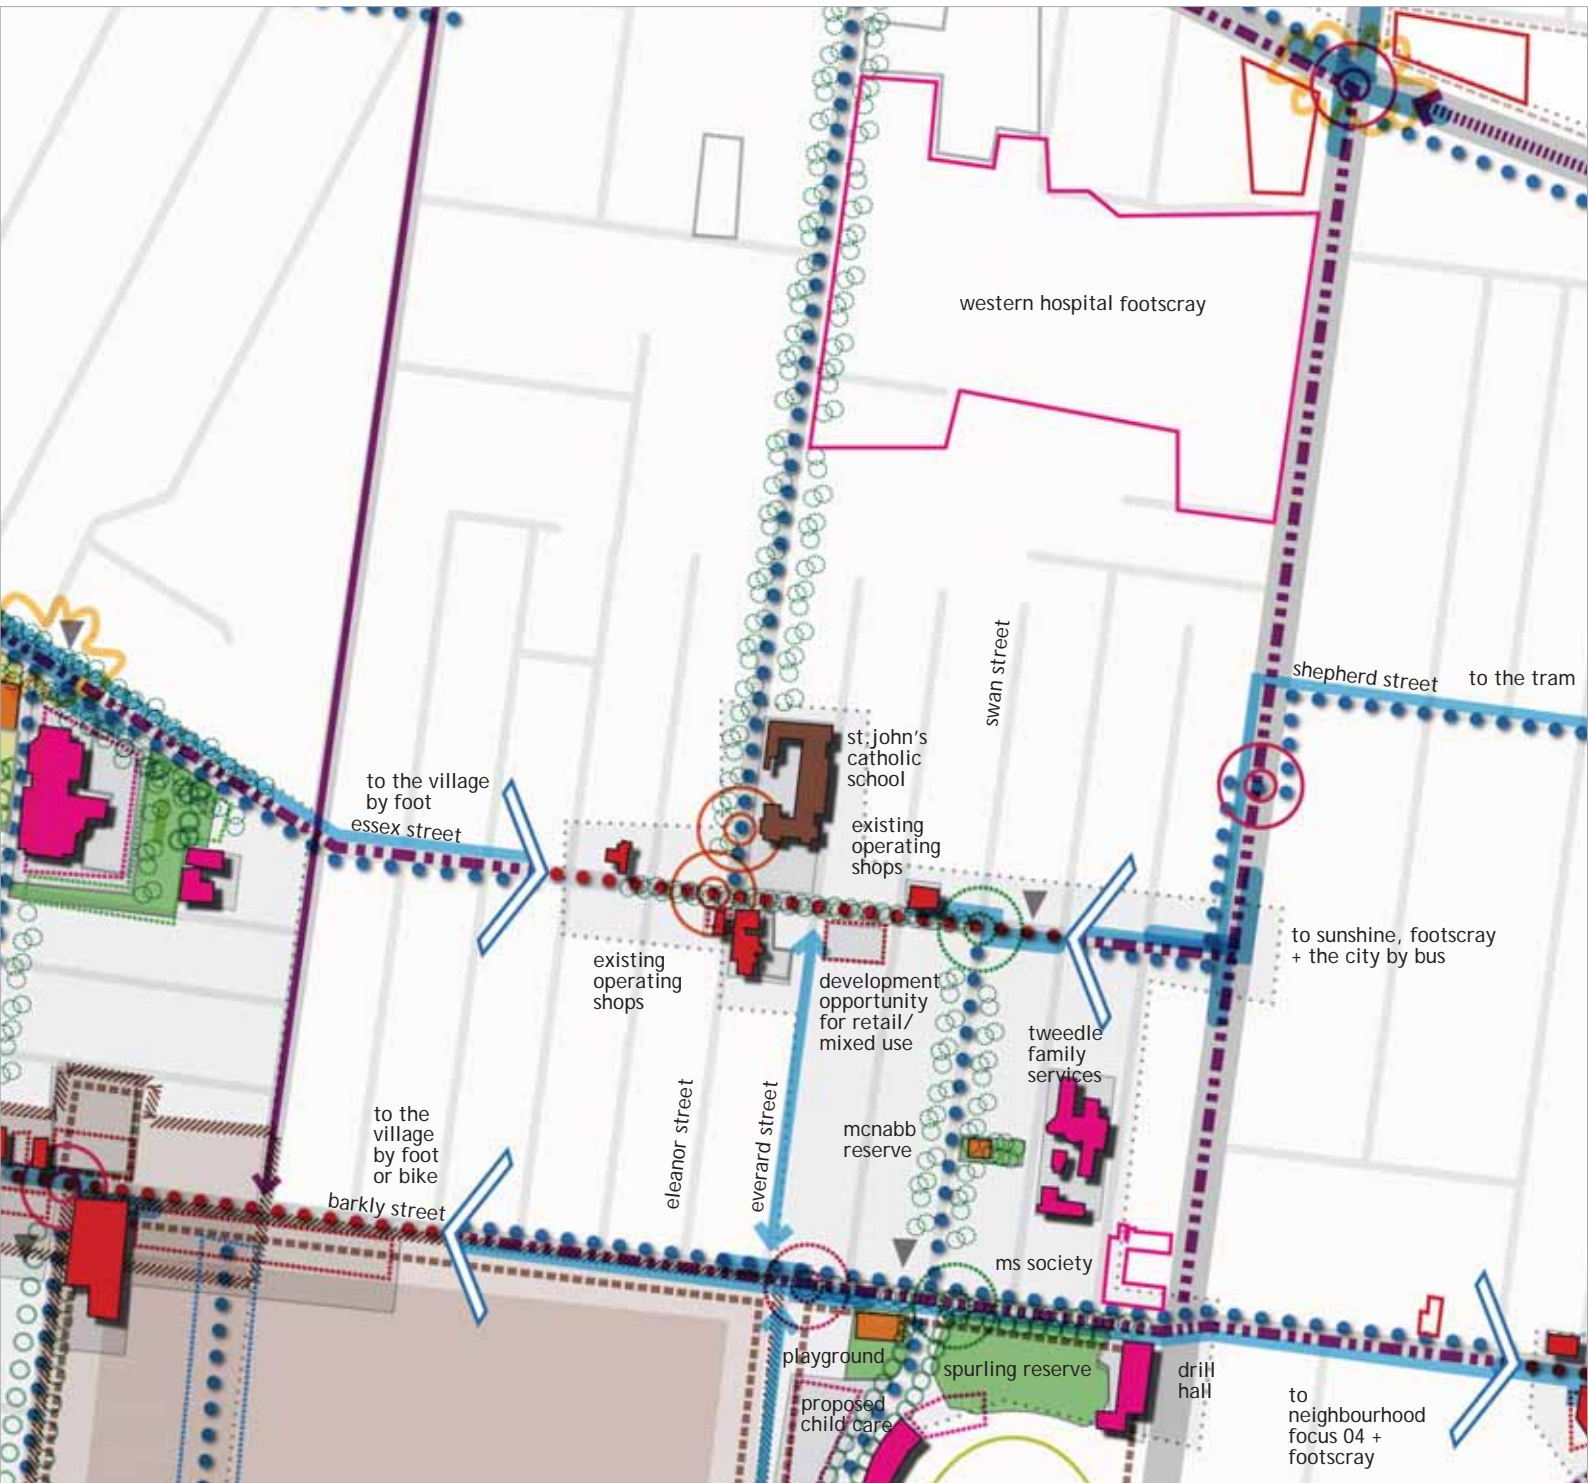 western hospital footscray
swan street
shepherd street
to the tram
st john's
catholic
school
to the village
by foot
essex street
existing
operating
shops
to sunshine, footscray
+ the city by bus
existing
operating
shops
development
opportunity
for retail/
mixed use
tweedle
family
services
eleanor street
everard street
to the
village
by foot
or bike
mcnabb
reserve
barkly street
ms society
playground
spurling reserve
drill
hall
proposed
child care
to
neighbourhood
focus 04 +
footscray